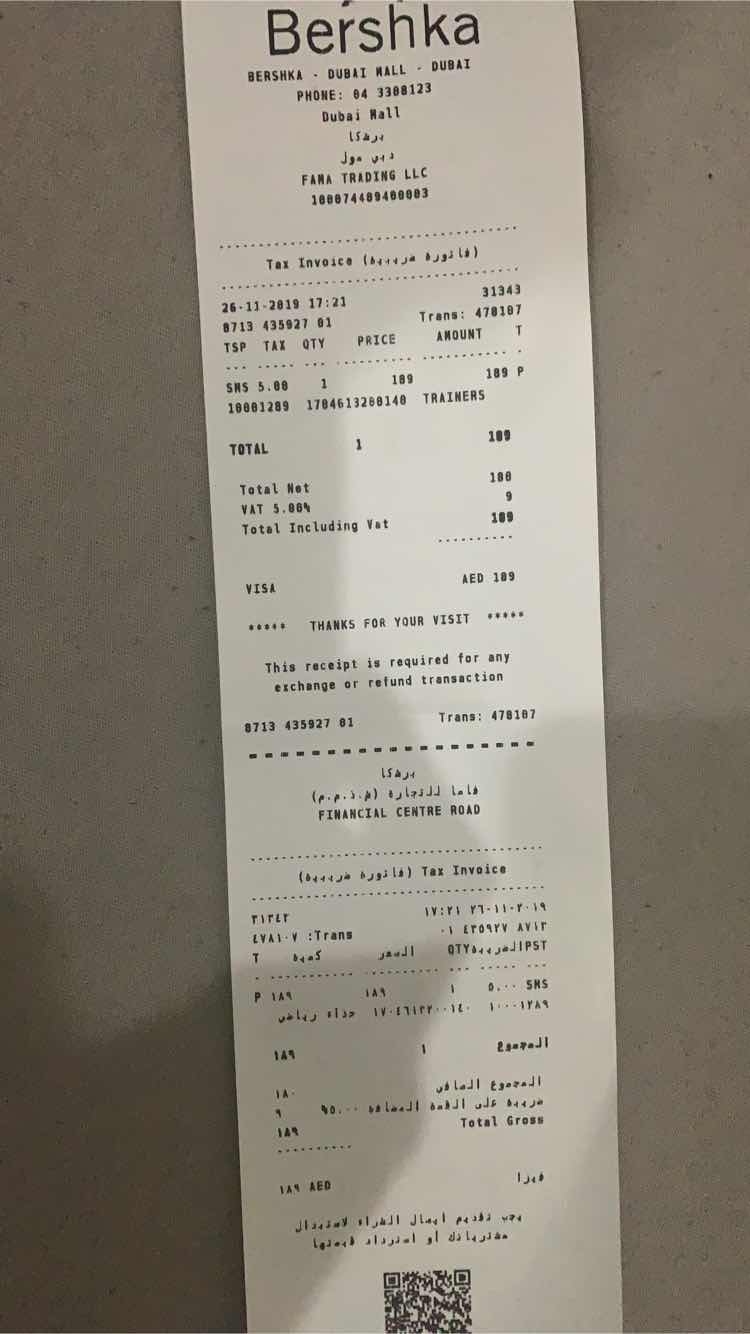 Bershka
BERSHKA - DUBAI MALL - DUBAI
PHONE: 04 3308123
Dubai Mall
برشكا
دبي مول
FAMA TRADING LLC
100074409400003
Tax Invoice (فاتورة ضريبية)
26-11-2019 17:21 31343
8713 435927 01 Trans: 478107
TSP TAX QTY PRICE AMOUNT T
SMS 5.00 1 189 189 P
10001289 1704613200140 TRAINERS
TOTAL 1 189
Total Net 180
VAT 5.00% 9
Total Including Vat 189
VISA AED 189
***** THANKS FOR YOUR VISIT *****
This receipt is required for any
exchange or refund transaction
8713 435927 01 Trans: 478107
برشكا
فاما للتجارة (ش.ذ.م.م)
FINANCIAL CENTRE ROAD
Tax Invoice (فاتورة ضريبية)
٢٦-١١-٢٠١٩ ١٧:٢١ ٣١٣٤٣
٨٧١٣ ٤٣٥٩٢٧ ٠١ Trans: ٤٧٨١٠٧
PST الضريبة QTY السعر كمية T
SMS ٥.٠٠ ١ ١٨٩ ١٨٩ P
١٠٠٠١٢٨٩ ١٧٠٤٦١٣٢٠٠١٤٠ حذاء رياضي
المجموع ١ ١٨٩
المجموع الصافي ١٨٠
ضريبة على القمة المضافة ٥.٠٠% ٩
Total Gross ١٨٩
فيزا ١٨٩ AED
يجب تقديم ايصال الشراء لاستبدال
مشترياتك أو استرداد قيمتها